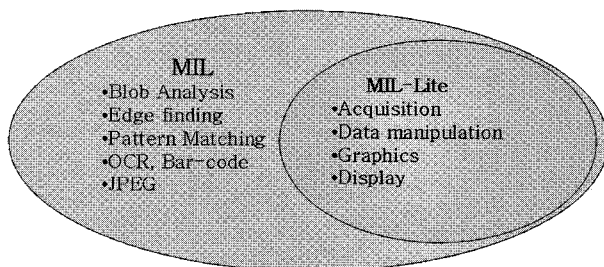 MIL
•Blob Analysis
•Edge finding
•Pattern Matching
•OCR, Bar-code
•JPEG
MIL-Lite
•Acquisition
•Data manipulation
•Graphics
•Display